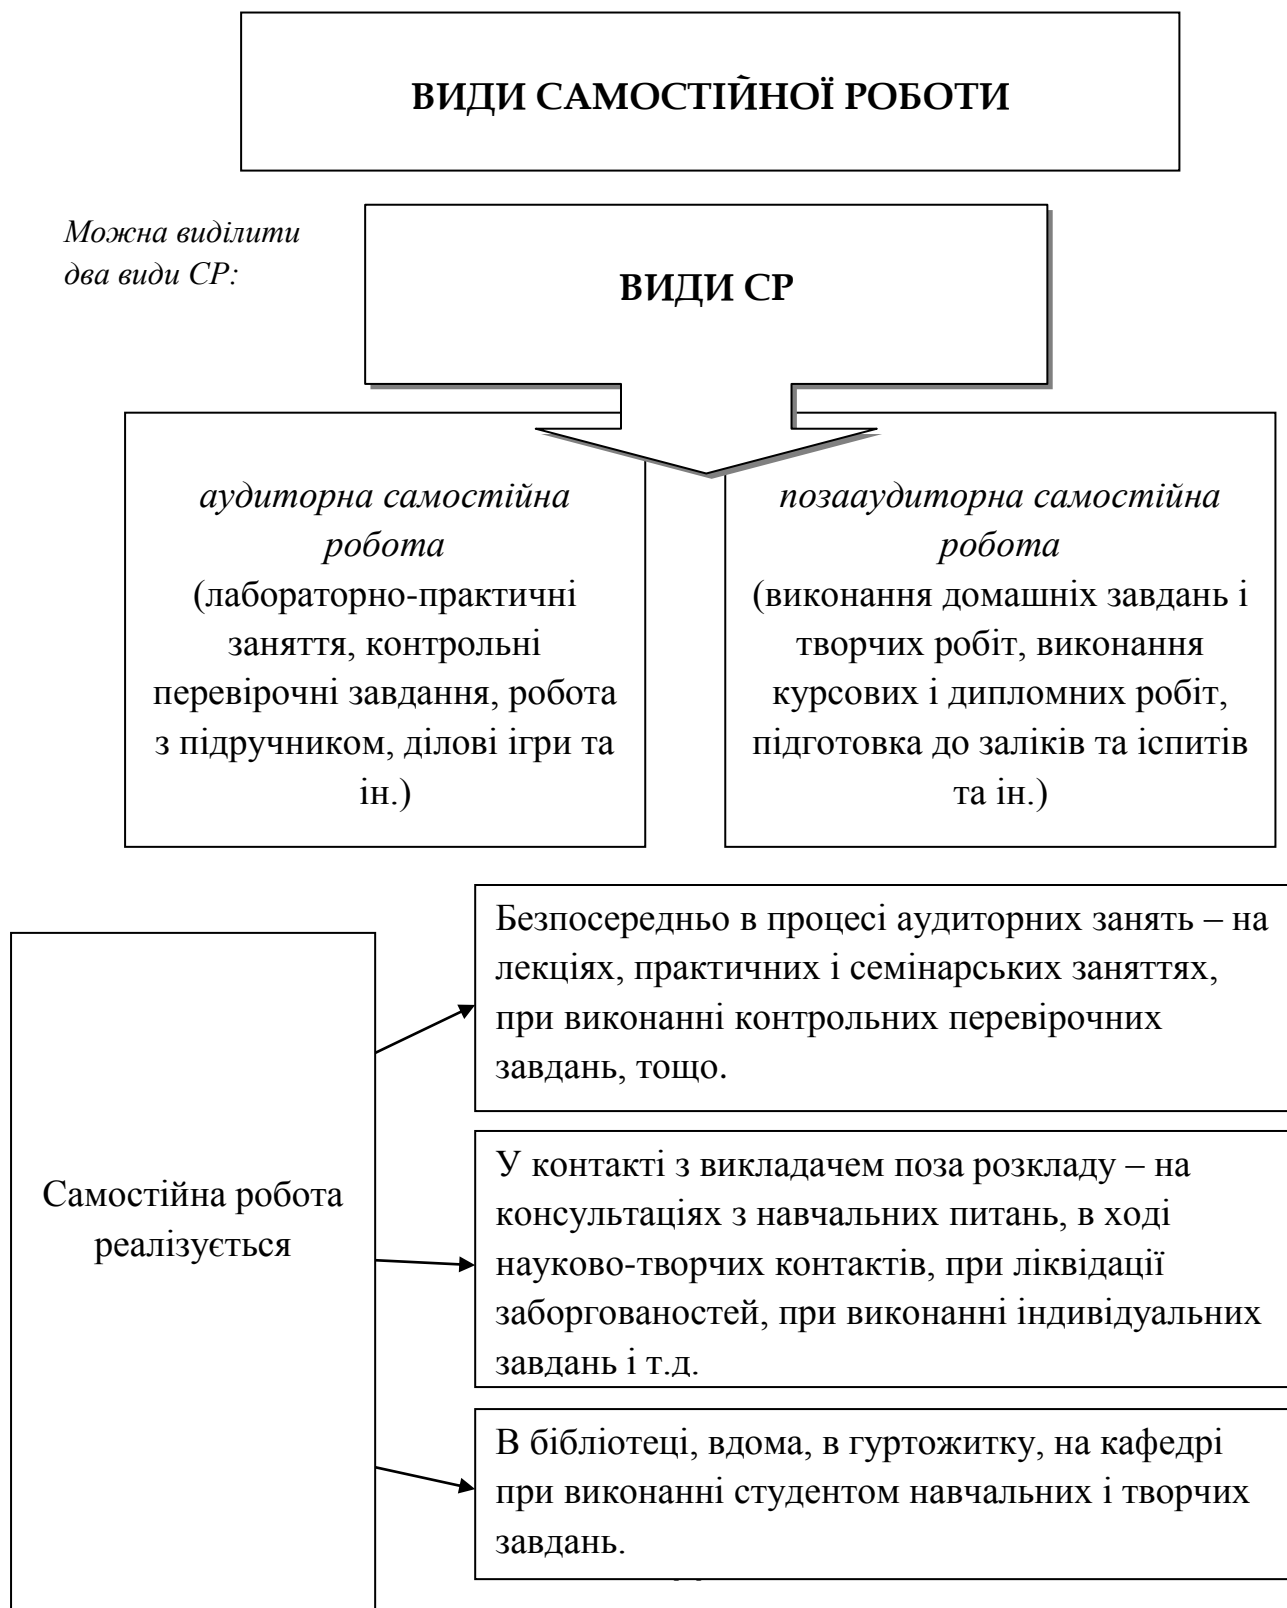 ВИДИ САМОСТІЙНОЇ РОБОТИ
Можна виділити
два види СР:
ВИДИ СР
аудиторна самостійна
робота
(лабораторно-практичні
заняття, контрольні
перевірочні завдання, робота
з підручником, ділові ігри та
ін.)
позааудиторна самостійна
робота
(виконання домашніх завдань і
творчих робіт, виконання
курсових і дипломних робіт,
підготовка до заліків та іспитів
та ін.)
Самостійна робота
реалізується
Безпосередньо в процесі аудиторних занять – на
лекціях, практичних і семінарських заняттях,
при виконанні контрольних перевірочних
завдань, тощо.
У контакті з викладачем поза розкладу – на
консультаціях з навчальних питань, в ході
науково-творчих контактів, при ліквідації
заборгованостей, при виконанні індивідуальних
завдань і т.д.
В бібліотеці, вдома, в гуртожитку, на кафедрі
при виконанні студентом навчальних і творчих
завдань.